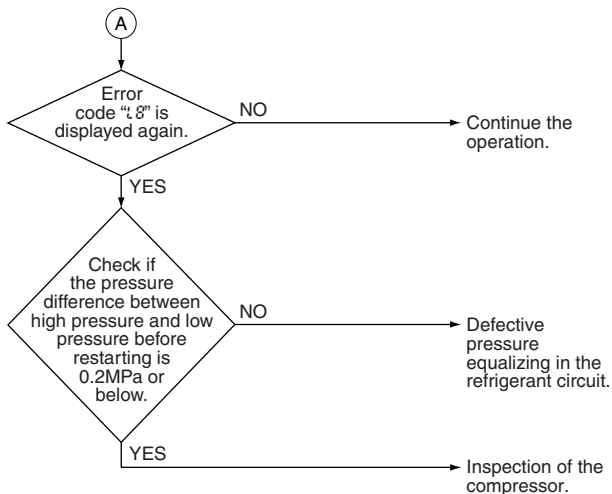 A
Error
code “L8” is
displayed again.
NO
Continue the
operation.
YES
Check if
the pressure
difference between
high pressure and low
pressure before
restarting is
0.2MPa or
below.
NO
Defective
pressure
equalizing in the
refrigerant circuit.
YES
Inspection of the
compressor.